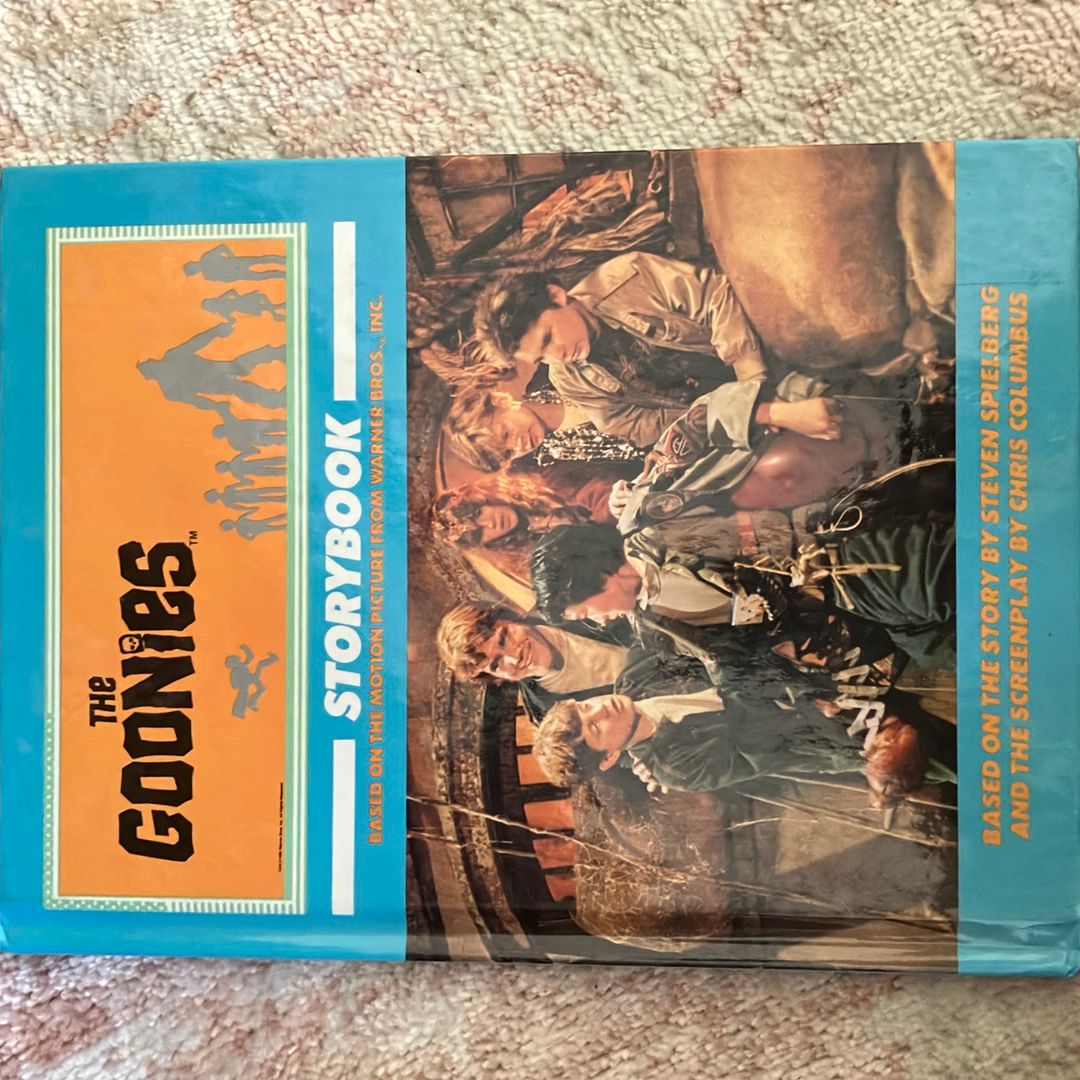 THe
GOONieS™
STORYBOOK
BASED ON THE MOTION PICTURE FROM WARNER BROS., INC.
BASED ON THE STORY BY STEVEN SPIELBERG
AND THE SCREENPLAY BY CHRIS COLUMBUS